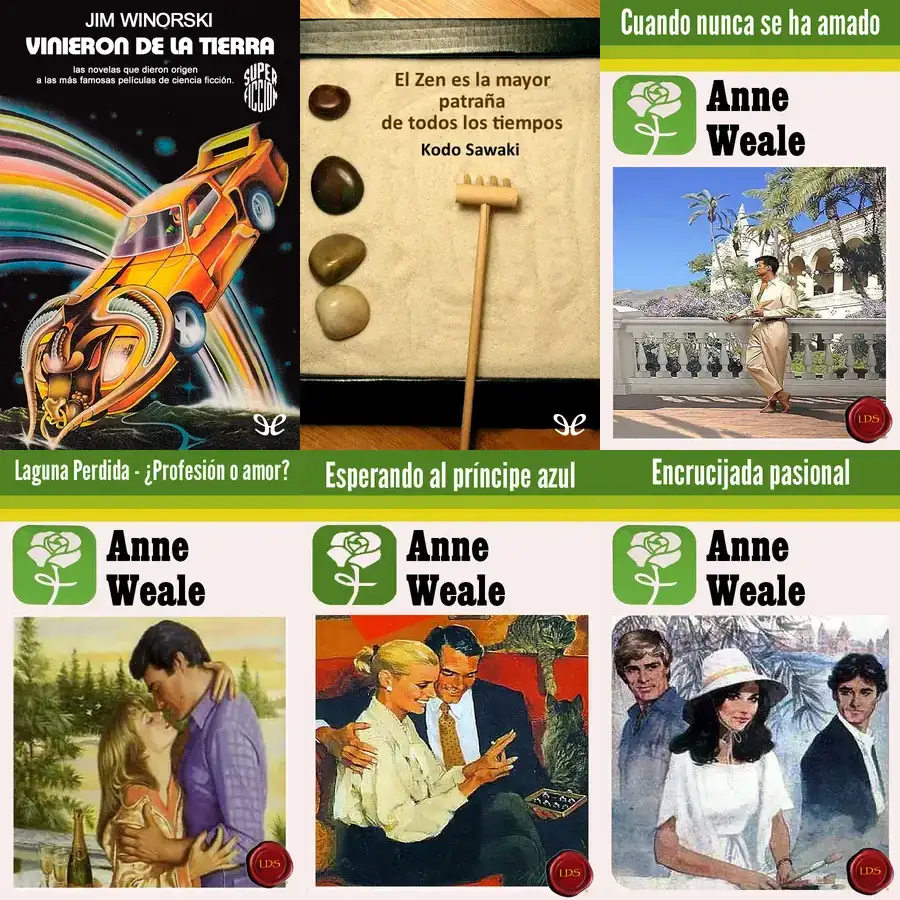 JIM WINORSKI
VINIERON DE LA TIERRA
las novelas que dieron origen
a las más famosas películas de ciencia ficción.
SUPER
FICCION
El Zen es la mayor
patraña
de todos los tiempos
Kodo Sawaki
Cuando nunca se ha amado
Anne
Weale
LDS
Laguna Perdida - ¿Profesión o amor?
Anne
Weale
LDS
Esperando al príncipe azul
Anne
Weale
LDS
Encrucijada pasional
Anne
Weale
LDS